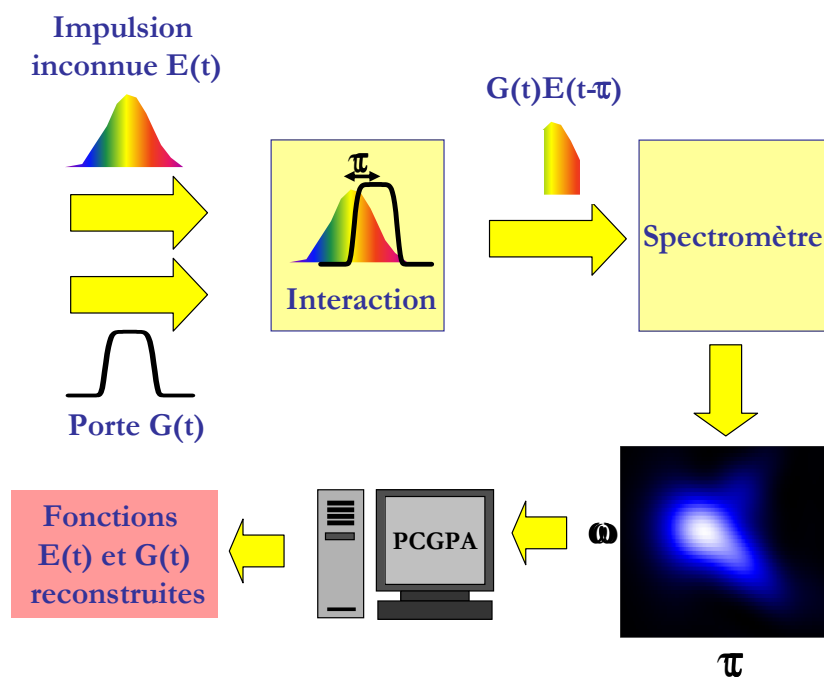 Impulsion
inconnue E(t)
G(t)E(t-π)
π
Spectromètre
Interaction
Porte G(t)
Fonctions
E(t) et G(t)
reconstruites
PCGPA
ω
π